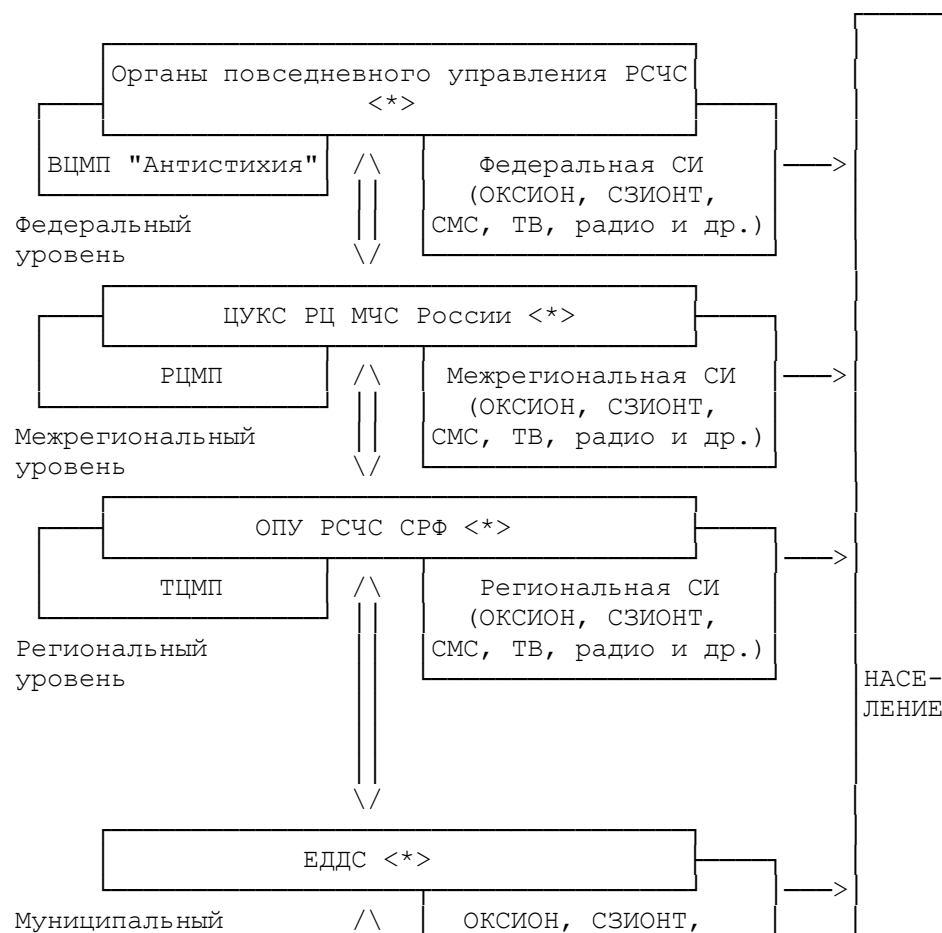 Органы повседневного управления РСЧС
<*>
ВЦМП "Антистихия"
Федеральная СИ
(ОКСИОН, СЗИОНТ,
СМС, ТВ, радио и др.)
Федеральный
уровень
ЦУКС РЦ МЧС России <*>
РЦМП
Межрегиональная СИ
(ОКСИОН, СЗИОНТ,
СМС, ТВ, радио и др.)
Межрегиональный
уровень
ОПУ РСЧС СРФ <*>
ТЦМП
Региональная СИ
(ОКСИОН, СЗИОНТ,
СМС, ТВ, радио и др.)
Региональный
уровень
НАСЕ-
ЛЕНИЕ
ЕДДС <*>
Муниципальный
ОКСИОН, СЗИОНТ,